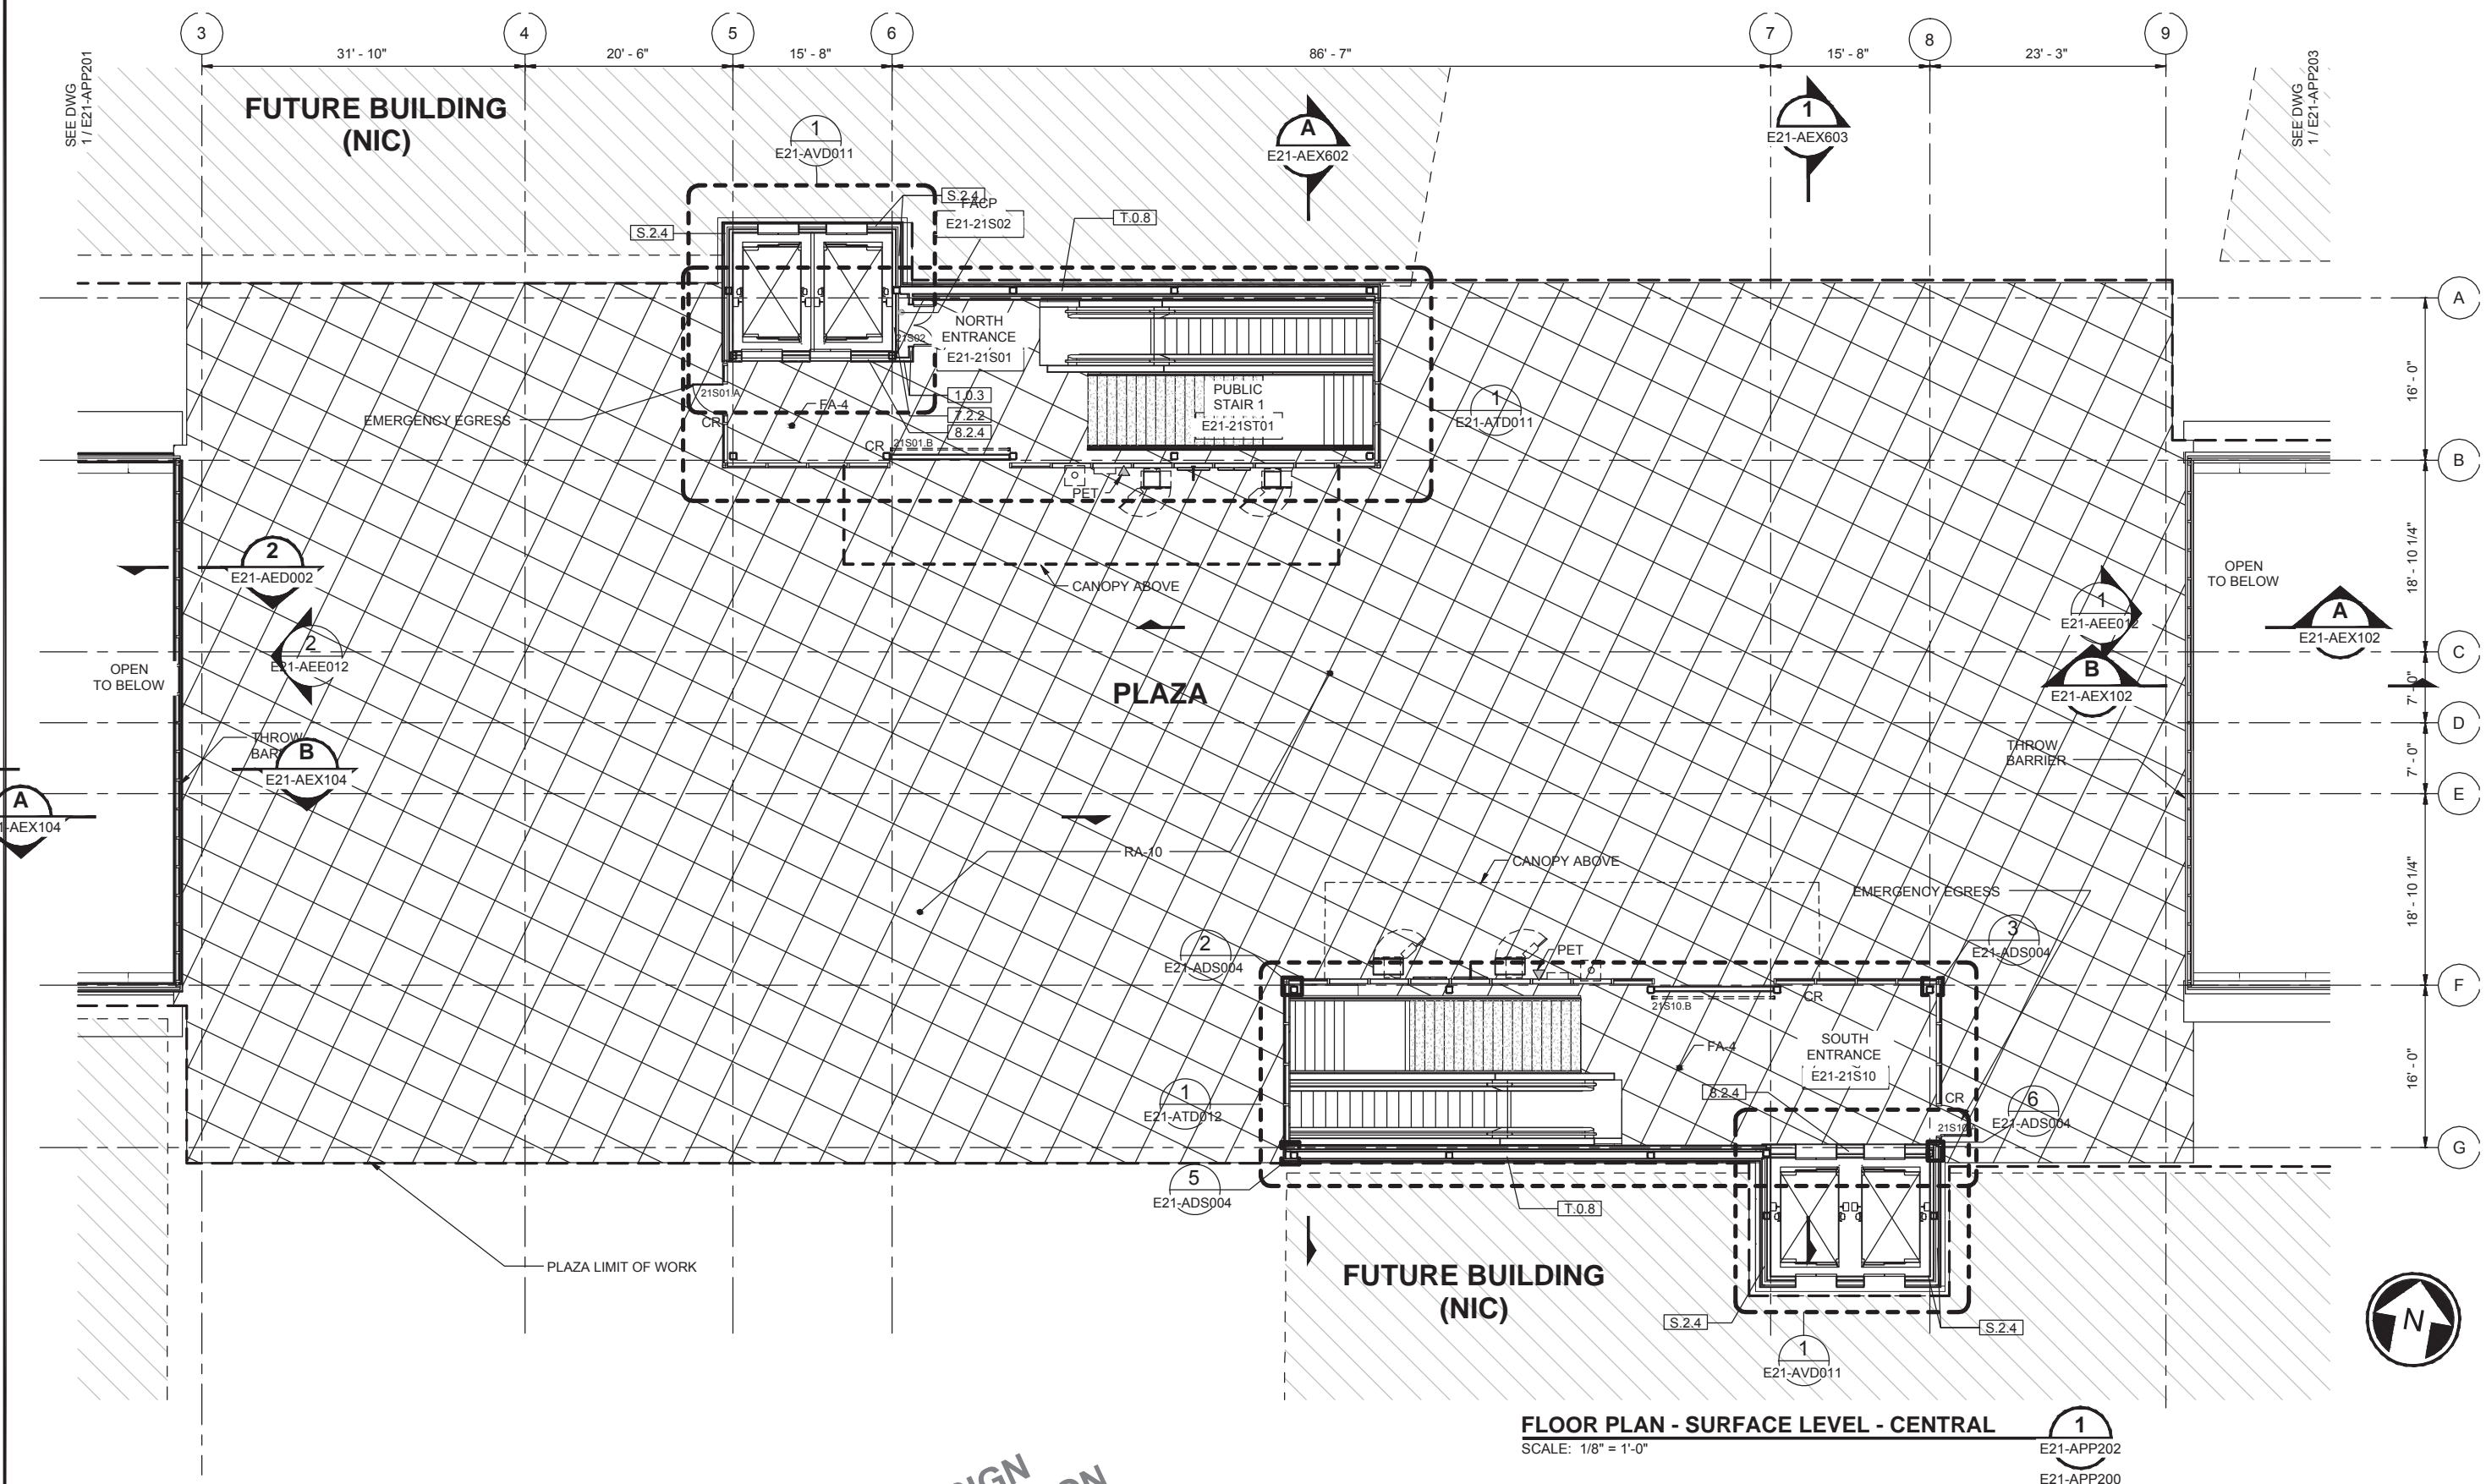 3
4
5
6
7
8
9
31' - 10"
20' - 6"
15' - 8"
86' - 7"
15' - 8"
23' - 3"
SEE DWG
1 / E21-APP201
FUTURE BUILDING
(NIC)
1
E21-AVD011
A
E21-AEX602
1
E21-AEX603
SEE DWG
1 / E21-APP203
S.2.4
S.2.4
FACP
E21-21S02
T.0.8
A
16' - 0"
NORTH
ENTRANCE
E21-21S01
21S02
PUBLIC
STAIR 1
E21-21ST01
1
E21-ATD011
1.0.3
7.2.2
8.2.4
21S01.A
FA-4
EMERGENCY EGRESS
CR
CR
21S01.B
B
PET
18' - 10 1/4"
2
E21-AED002
CANOPY ABOVE
OPEN
TO BELOW
1
E21-AEE012
A
E21-AEX102
2
E21-AEE012
OPEN
TO BELOW
C
B
E21-AEX102
PLAZA
7' - 0"
D
THROW
BAR
B
E21-AEX104
THROW
BARRIER
7' - 0"
E
A
1-AEX104
RA-10
CANOPY ABOVE
EMERGENCY EGRESS
18' - 10 1/4"
2
E21-ADS004
PET
3
E21-ADS004
F
CR
21S10.B
FA-4
SOUTH
ENTRANCE
E21-21S10
8.2.4
16' - 0"
1
E21-ATD012
CR
6
E21-ADS004
21S10
G
5
E21-ADS004
T.0.8
PLAZA LIMIT OF WORK
FUTURE BUILDING
(NIC)
S.2.4
S.2.4
1
E21-AVD011
N
FLOOR PLAN - SURFACE LEVEL - CENTRAL
SCALE: 1/8" = 1'-0"
1
E21-APP202
E21-APP200